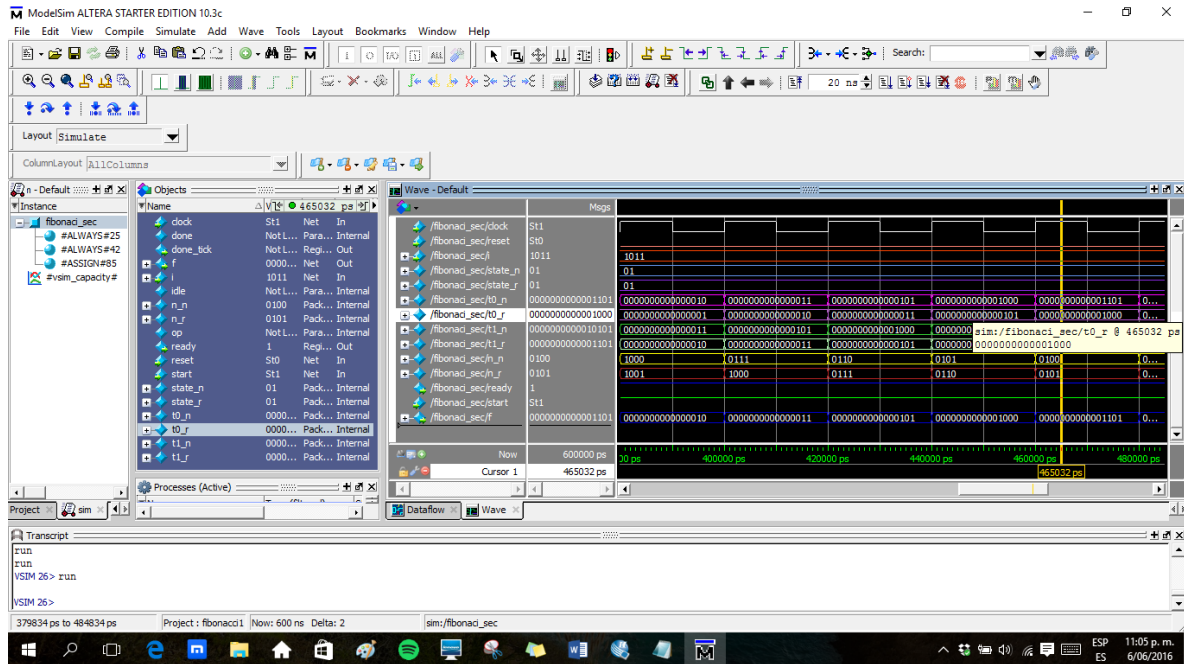 ModelSim ALTERA STARTER EDITION 10.3c
File Edit View Compile Simulate Add Wave Tools Layout Bookmarks Window Help
Search:
20 ns
Layout Simulate
ColumnLayout AllColumns
n - Default
Instance
fibonaci_sec
#ALWAYS#25
#ALWAYS#42
#ASSIGN#85
#vsim_capacity#
Objects
Name 465032 ps
clock St1 Net In
done Not L... Para... Internal
done_tick Not L... Regi... Out
f 0000... Net Out
i 1011 Net In
idle Not L... Para... Internal
n_n 0100 Pack... Internal
n_r 0101 Pack... Internal
op Not L... Para... Internal
ready 1 Regi... Out
reset St0 Net In
start St1 Net In
state_n 01 Pack... Internal
state_r 01 Pack... Internal
t0_n 0000... Pack... Internal
t0_r 0000... Pack... Internal
t1_n 0000... Pack... Internal
t1_r 0000... Pack... Internal
Processes (Active)
Wave - Default
Msgs
/fibonaci_sec/clock St1
/fibonaci_sec/reset St0
/fibonaci_sec/i 1011 1011
/fibonaci_sec/state_n 01 01
/fibonaci_sec/state_r 01 01
/fibonaci_sec/t0_n 0000000000001101 0000000000000010 0000000000000011 0000000000000101 0000000000001000 0000000000001101 0...
/fibonaci_sec/t0_r 0000000000001000 0000000000000001 0000000000000010 0000000000000011 0000000000000101 0000000000001000 0...
/fibonaci_sec/t1_n 0000000000010101 0000000000000011 0000000000000101 0000000000001000
/fibonaci_sec/t1_r 0000000000001101 0000000000000010 0000000000000011 0000000000000101
sim:/fibonaci_sec/t0_r @ 465032 ps
0000000000001000
/fibonaci_sec/n_n 0100 1000 0111 0110 0101 0100 0...
/fibonaci_sec/n_r 0101 1001 1000 0111 0110 0101 0...
/fibonaci_sec/ready 1
/fibonaci_sec/start St1
/fibonaci_sec/f 0000000000001101 0000000000000010 0000000000000011 0000000000000101 0000000000001000 0000000000001101 0...
Now 600000 ps 400000 ps 420000 ps 440000 ps 460000 ps 480000 ps
Cursor 1 465032 ps 465032 ps
Project sim
Dataflow Wave
Transcript
run
run
VSIM 26> run
VSIM 26>
379834 ps to 484834 ps Project : fibonacci1 Now: 600 ns Delta: 2 sim:/fibonaci_sec
ESP
ES
11:05 p. m.
6/06/2016